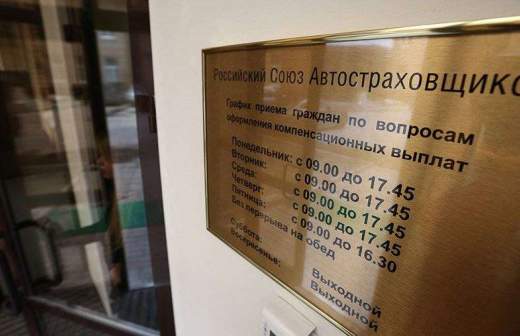 Российский Союз Автостраховщико
График приема граждан по вопросам
оформления компенсационных выплат
Понедельник: с 09.00 до 17.45
Вторник: с 09.00 до 17.45
Среда: с 09.00 до 17.45
Четверг: с 09.00 до 17.45
Пятница: с 09.00 до 16.30
Без перерыва на обед
Суббота: Выходной
Воскресенье: Выходной